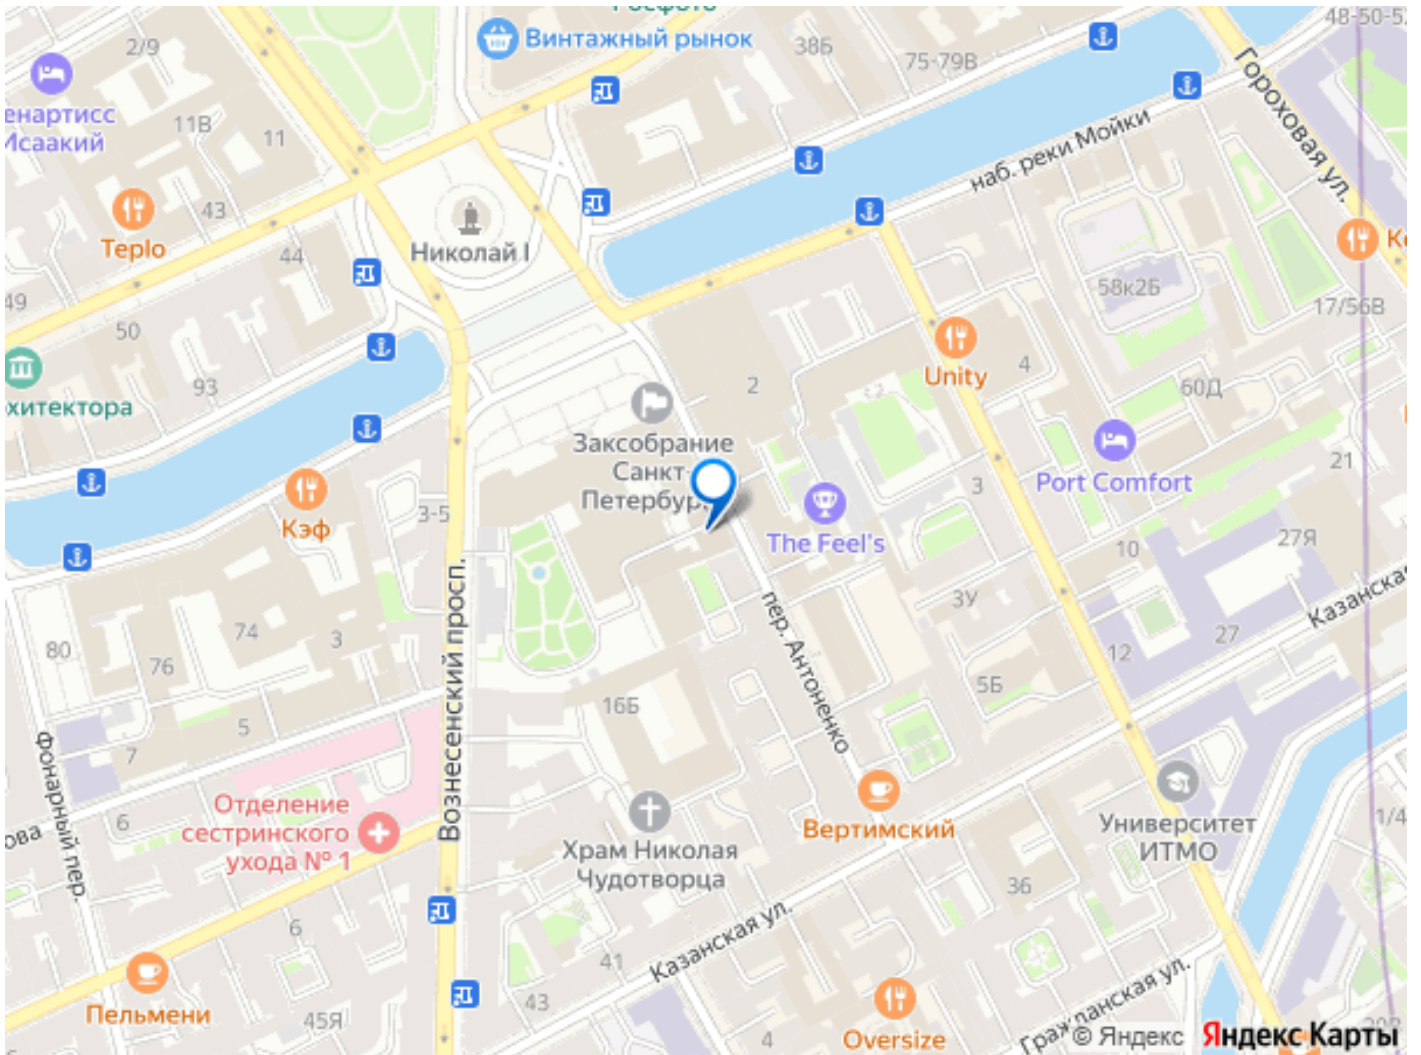 Росфото
48-50-52
2/9
Винтажный рынок
38Б
75-79В
Гороховая ул.
енартисс
Исаакий
11В
11
наб. реки Мойки
43
Teplo
Николай I
44
58к2Б
49
17/56В
50
93
2
Unity
4
60Д
хитектора
Заксобрание
Санкт-
Петербур
Port Comfort
21
3
3-5
Кэф
The Feel's
27Я
10
Казанская
Вознесенский просп.
пер. Антоненко
3У
80
74
3
76
27
12
5Б
16Б
5
7
Фонарный пер.
Отделение
сестринского
ухода № 1
6
ова
Вертимский
Университет
ИТМО
1/4
Храм Николая
Чудотворца
36
6
Казанская ул.
41
43
Пельмени
45Я
4
Oversize
Гражданская ул.
© Яндекс
Яндекс Карты